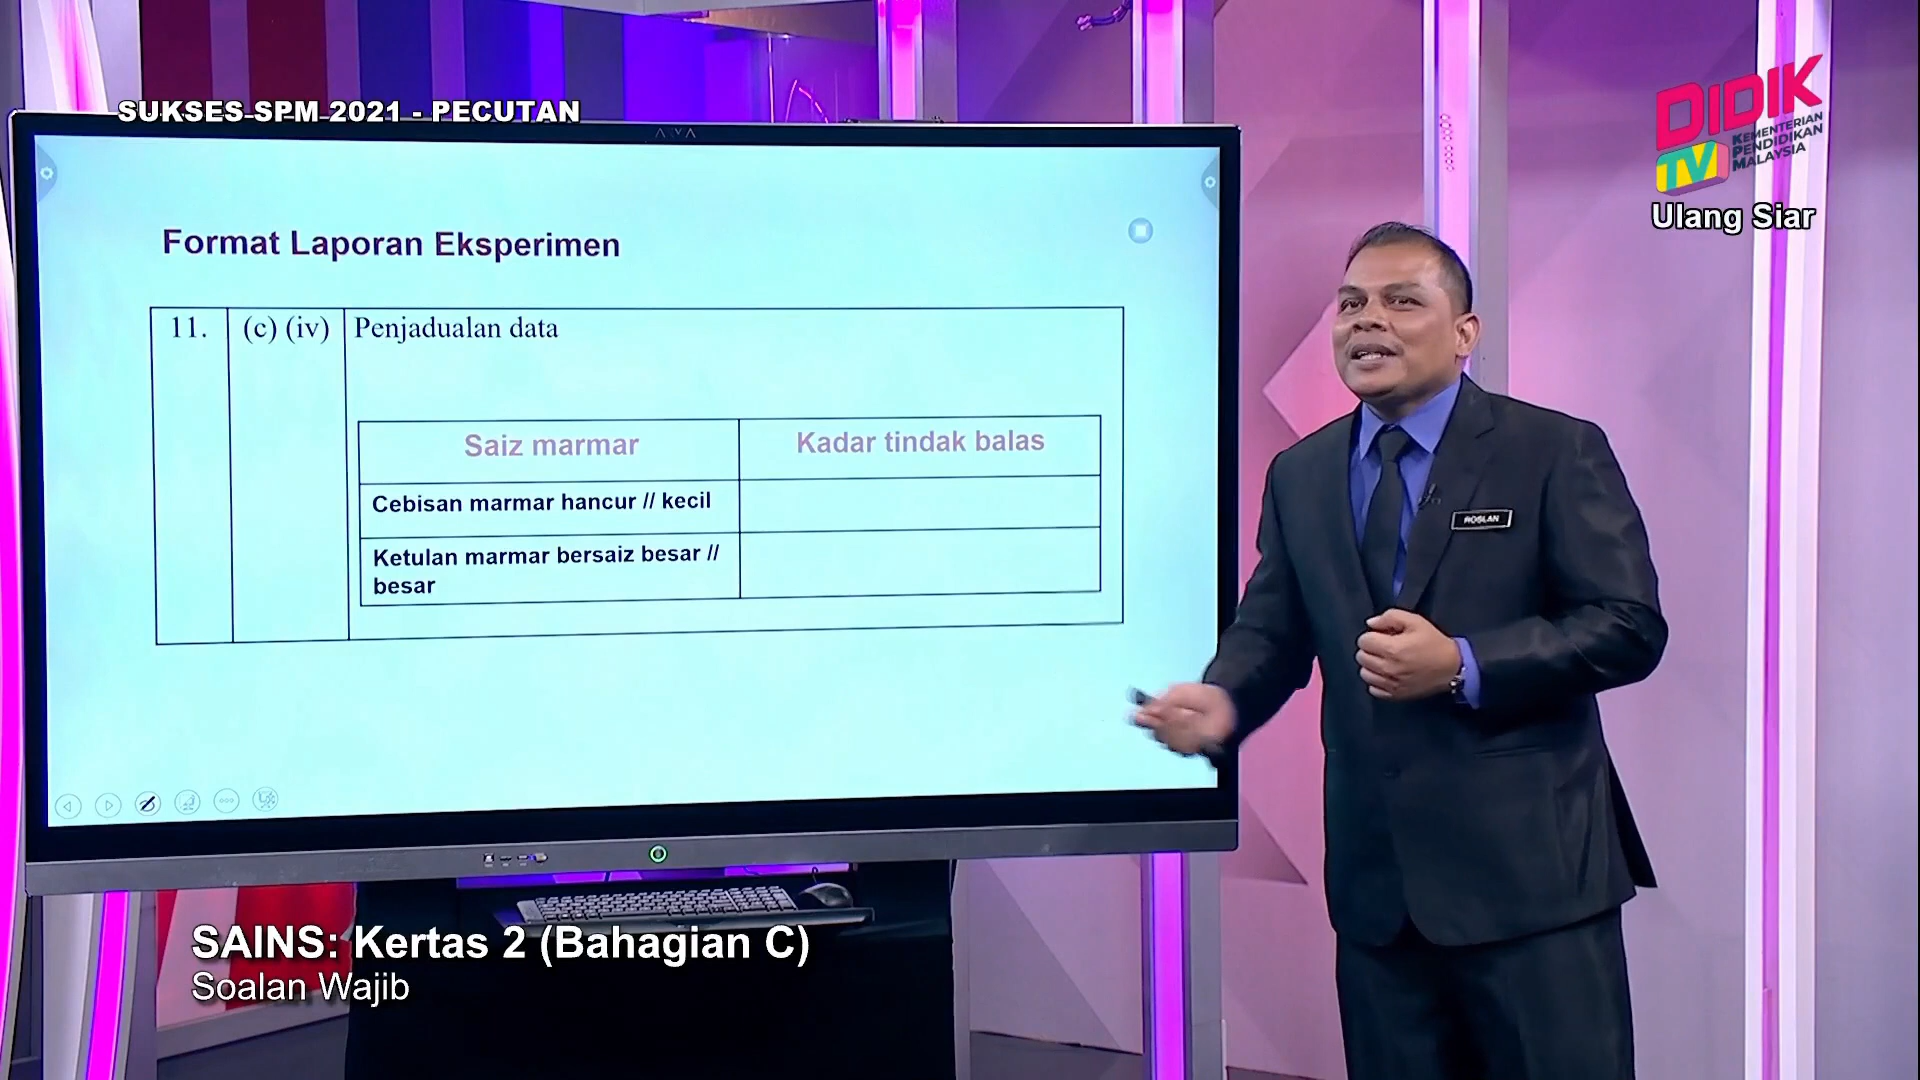 SUKSES SPM 2021 - PECUTAN
DIDIK
TV
KEMENTERIAN
PENDIDIKAN
MALAYSIA
Ulang Siar
Format Laporan Eksperimen
11. (c) (iv) Penjadualan data
Saiz marmar Kadar tindak balas
Cebisan marmar hancur // kecil
Ketulan marmar bersaiz besar //
besar
ROSLAN
SAINS: Kertas 2 (Bahagian C)
Soalan Wajib